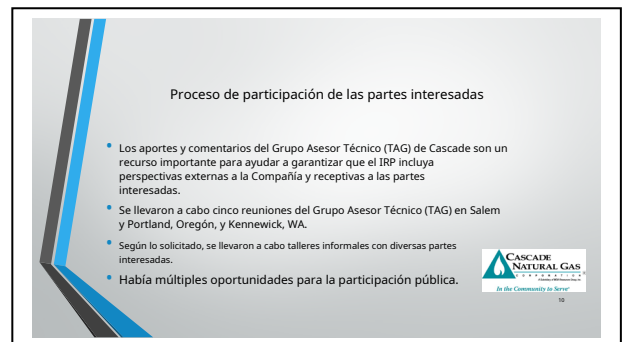 Proceso de participación de las partes interesadas
• Los aportes y comentarios del Grupo Asesor Técnico (TAG) de Cascade son un
recurso importante para ayudar a garantizar que el IRP incluya
perspectivas externas a la Compañía y receptivas a las partes
interesadas.
• Se llevaron a cabo cinco reuniones del Grupo Asesor Técnico (TAG) en Salem
y Portland, Oregón, y Kennewick, WA.
• Según lo solicitado, se llevaron a cabo talleres informales con diversas partes
interesadas.
• Había múltiples oportunidades para la participación pública.
CASCADE
NATURAL GAS
CORPORATION
In the Community to Serve®
10